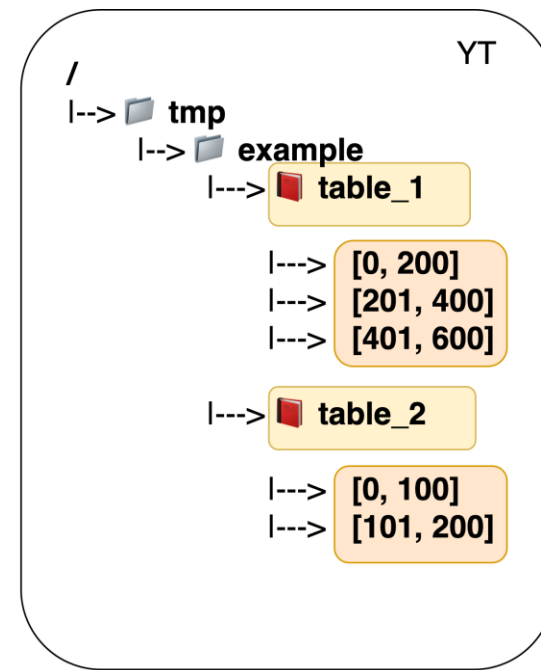 YT
/
|--> tmp
|--> example
|---> table_1
|---> [0, 200]
|---> [201, 400]
|---> [401, 600]
|---> table_2
|---> [0, 100]
|---> [101, 200]